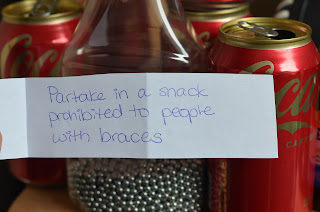 Partake in a snack
prohibited to people
with braces